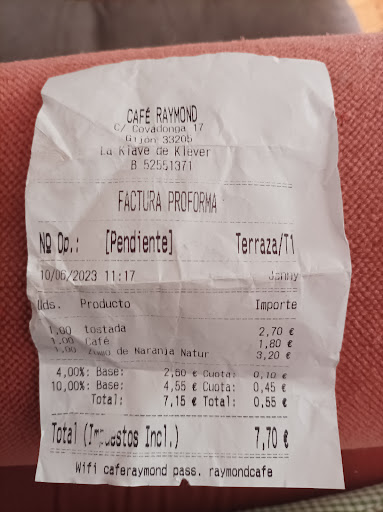 CAFÉ RAYMOND
C/ Covadonga 17
Gijon 33205
La Klave de Klever
B 52551371
FACTURA PROFORMA
Nº Op.: [Pendiente] Terraza/T1
10/06/2023 11:17 Jenny
Uds. Producto Importe
1,00 tostada 2,70 €
1,00 Café 1,80 €
1,00 Zumo de Naranja Natur 3,20 €
4,00%: Base: 2,60 € Cuota: 0,10 €
10,00%: Base: 4,55 € Cuota: 0,45 €
Total: 7,15 € Total: 0,55 €
Total (Impuestos Incl.) 7,70 €
Wifi caferaymond pass. raymondcafe